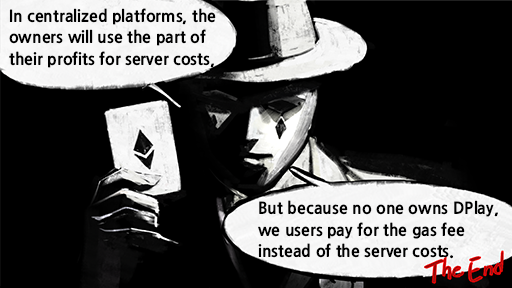 In centralized platforms, the
owners will use the part of
their profits for server costs,
But because no one owns DPlay,
we users pay for the gas fee
instead of the server costs.
The End